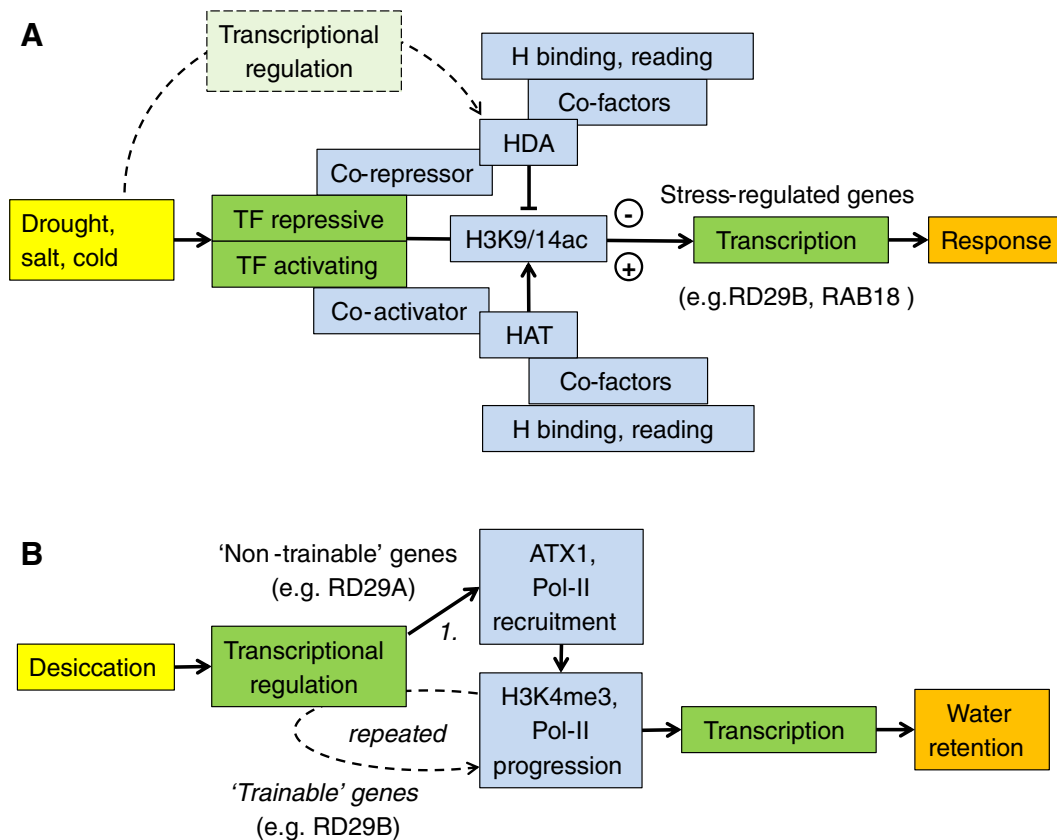 A
Transcriptional
regulation
H binding, reading
Co-factors
HDA
Co-repressor
Drought,
salt, cold
TF repressive
TF activating
H3K9/14ac
-
+
Stress-regulated genes
Transcription
(e.g.RD29B, RAB18 )
Response
Co-activator
HAT
Co-factors
H binding, reading
B
‘Non-trainable’ genes
(e.g. RD29A)
1.
ATX1,
Pol-II
recruitment
Desiccation
Transcriptional
regulation
repeated
H3K4me3,
Pol-II
progression
Transcription
Water
retention
‘Trainable’ genes
(e.g. RD29B)